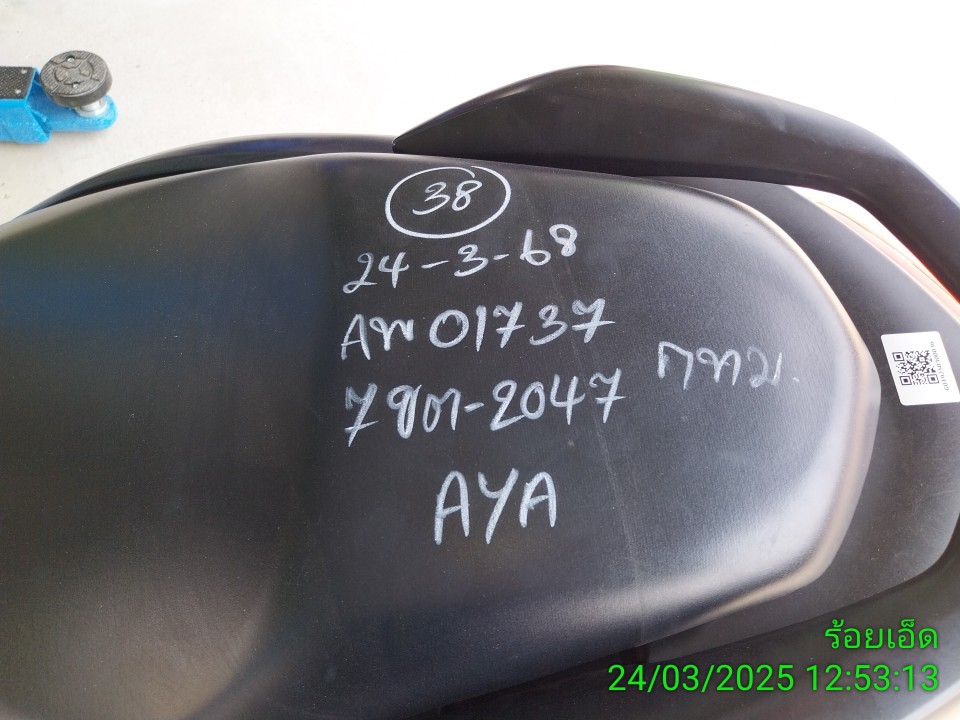 38
24-3-68
AW01737
7ขต-2047 กทม.
AYA
ร้อยเอ็ด
24/03/2025 12:53:13